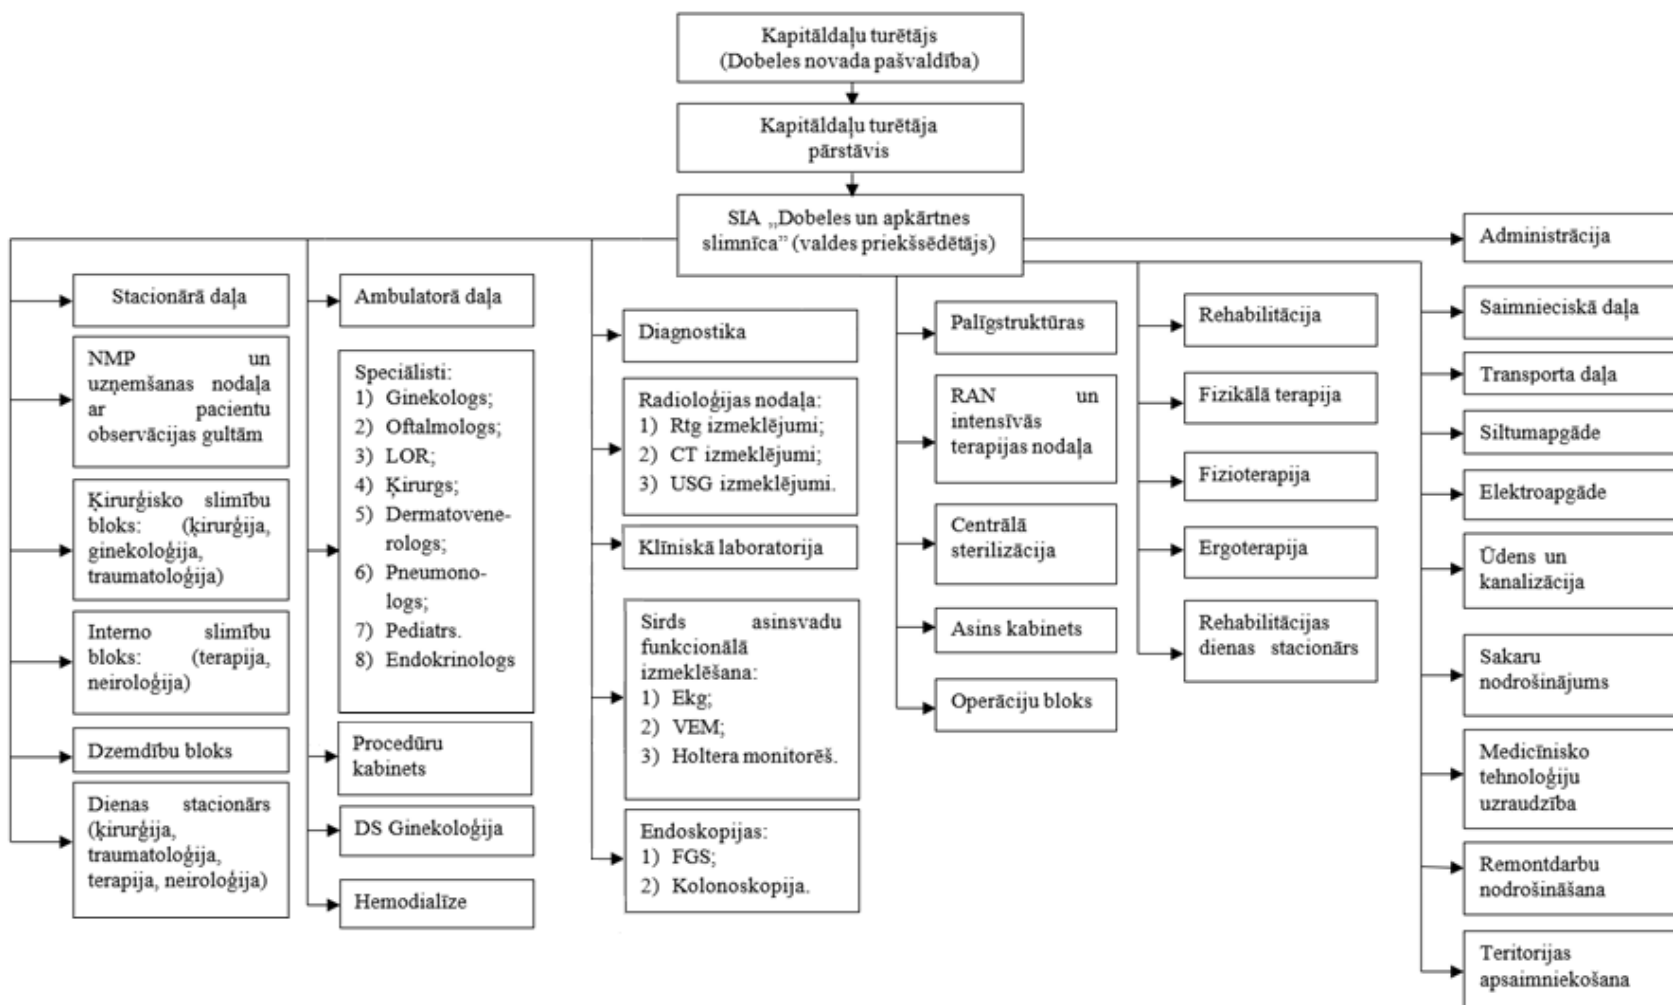 Kapitāldaļu turētājs
(Dobeles novada pašvaldība)
Kapitāldaļu turētāja
pārstāvis
SIA „Dobeles un apkārtnes
slimnīca” (valdes priekšsēdētājs)
Stacionārā daļa
NMP un
uzņemšanas nodaļa
ar pacientu
observācijas gultām
Ķirurģisko slimību
bloks: (ķirurģija,
ginekoloģija,
traumatoloģija)
Interno slimību
bloks: (terapija,
neiroloģija)
Dzemdību bloks
Dienas stacionārs
(ķirurģija,
traumatoloģija,
terapija, neiroloģija)
Ambulatorā daļa
Speciālisti:
1) Ginekologs;
2) Oftalmologs;
3) LOR;
4) Ķirurgs;
5) Dermatovene-
rologs;
6) Pneumono-
logs;
7) Pediatrs.
8) Endokrinologs
Procedūru
kabinets
DS Ginekoloģija
Hemodialīze
Diagnostika
Radioloģijas nodaļa:
1) Rtg izmeklējumi;
2) CT izmeklējumi;
3) USG izmeklējumi.
Klīniskā laboratorija
Sirds asinsvadu
funkcionālā
izmeklēšana:
1) Ekg;
2) VEM;
3) Holtera monitorēš.
Endoskopijas:
1) FGS;
2) Kolonoskopija.
Palīgstruktūras
RAN un
intensīvās
terapijas nodaļa
Centrālā
sterilizācija
Asins kabinets
Operāciju bloks
Rehabilitācija
Fizikālā terapija
Fizioterapija
Ergoterapija
Rehabilitācijas
dienas stacionārs
Administrācija
Saimnieciskā daļa
Transporta daļa
Siltumapgāde
Elektroapgāde
Ūdens un
kanalizācija
Sakaru
nodrošinājums
Medicīnisko
tehnoloģiju
uzraudzība
Remontdarbu
nodrošināšana
Teritorijas
apsaimniekošana